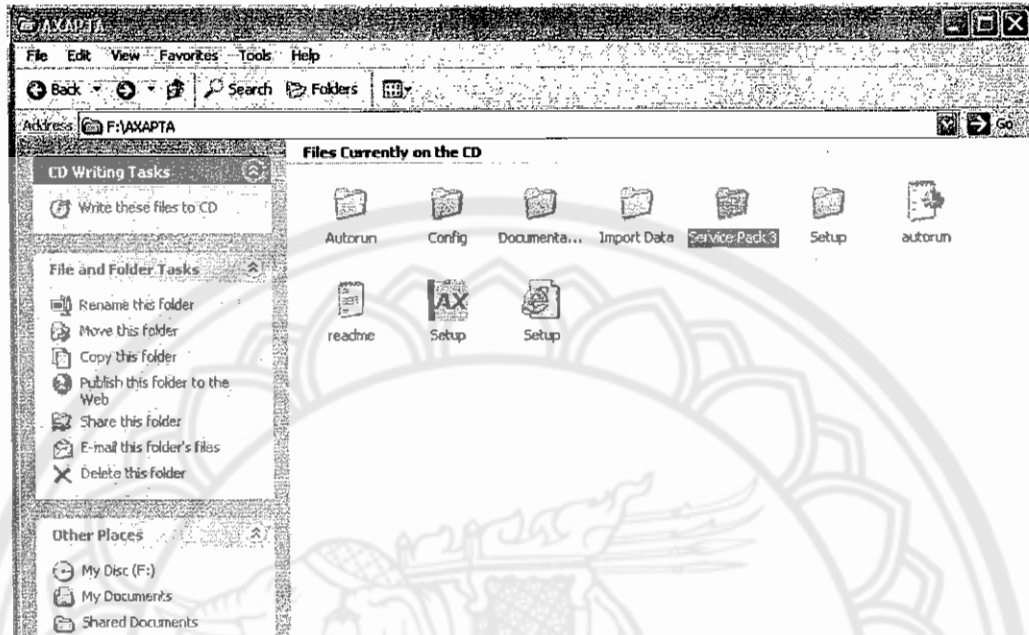 AXAPTA
File Edit View Favorites Tools Help
Back Search Folders
Address F:\AXAPTA Go
Files Currently on the CD
CD Writing Tasks
Write these files to CD
Autorun Config Documenta... Import Data Service Pack 3 Setup autorun
File and Folder Tasks
Rename this folder
Move this folder
Copy this folder
Publish this folder to the
Web
Share this folder
E-mail this folder's files
Delete this folder
AX
readme Setup Setup
Other Places
My Disc (F:)
My Documents
Shared Documents